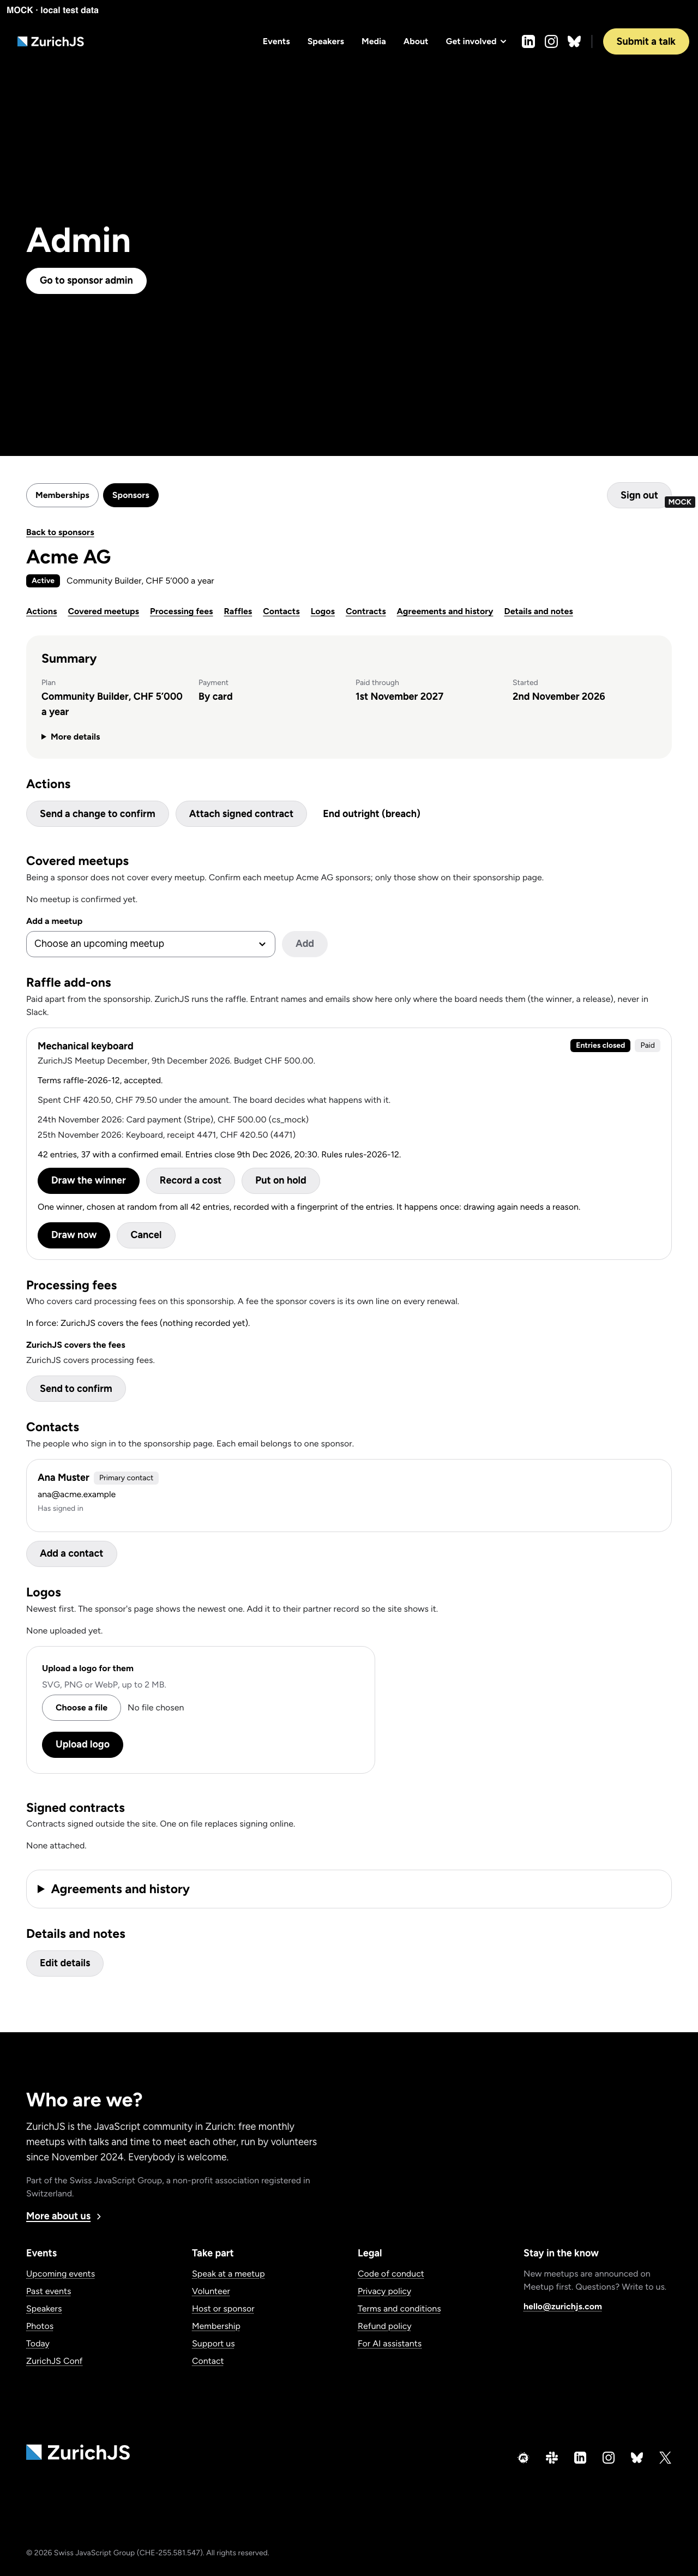 MOCK · local test data
ZurichJS
Events
Speakers
Media
About
Get involved
Submit a talk
Admin
Go to sponsor admin
Memberships
Sponsors
Sign out
MOCK
Back to sponsors
Acme AG
Active
Community Builder, CHF 5’000 a year
Actions
Covered meetups
Processing fees
Raffles
Contacts
Logos
Contracts
Agreements and history
Details and notes
Summary
Plan
Community Builder, CHF 5’000
a year
Payment
By card
Paid through
1st November 2027
Started
2nd November 2026
More details
Actions
Send a change to confirm
Attach signed contract
End outright (breach)
Covered meetups
Being a sponsor does not cover every meetup. Confirm each meetup Acme AG sponsors; only those show on their sponsorship page.
No meetup is confirmed yet.
Add a meetup
Choose an upcoming meetup
Add
Raffle add-ons
Paid apart from the sponsorship. ZurichJS runs the raffle. Entrant names and emails show here only where the board needs them (the winner, a release), never in
Slack.
Mechanical keyboard
Entries closed
Paid
ZurichJS Meetup December, 9th December 2026. Budget CHF 500.00.
Terms raffle-2026-12, accepted.
Spent CHF 420.50, CHF 79.50 under the amount. The board decides what happens with it.
24th November 2026: Card payment (Stripe), CHF 500.00 (cs_mock)
25th November 2026: Keyboard, receipt 4471, CHF 420.50 (4471)
42 entries, 37 with a confirmed email. Entries close 9th Dec 2026, 20:30. Rules rules-2026-12.
Draw the winner
Record a cost
Put on hold
One winner, chosen at random from all 42 entries, recorded with a fingerprint of the entries. It happens once: drawing again needs a reason.
Draw now
Cancel
Processing fees
Who covers card processing fees on this sponsorship. A fee the sponsor covers is its own line on every renewal.
In force: ZurichJS covers the fees (nothing recorded yet).
ZurichJS covers the fees
ZurichJS covers processing fees.
Send to confirm
Contacts
The people who sign in to the sponsorship page. Each email belongs to one sponsor.
Ana Muster
Primary contact
ana@acme.example
Has signed in
Add a contact
Logos
Newest first. The sponsor's page shows the newest one. Add it to their partner record so the site shows it.
None uploaded yet.
Upload a logo for them
SVG, PNG or WebP, up to 2 MB.
Choose a file
No file chosen
Upload logo
Signed contracts
Contracts signed outside the site. One on file replaces signing online.
None attached.
Agreements and history
Details and notes
Edit details
Who are we?
ZurichJS is the JavaScript community in Zurich: free monthly
meetups with talks and time to meet each other, run by volunteers
since November 2024. Everybody is welcome.
Part of the Swiss JavaScript Group, a non-profit association registered in
Switzerland.
More about us
Events
Upcoming events
Past events
Speakers
Photos
Today
ZurichJS Conf
Take part
Speak at a meetup
Volunteer
Host or sponsor
Membership
Support us
Contact
Legal
Code of conduct
Privacy policy
Terms and conditions
Refund policy
For AI assistants
Stay in the know
New meetups are announced on
Meetup first. Questions? Write to us.
hello@zurichjs.com
ZurichJS
© 2026 Swiss JavaScript Group (CHE-255.581.547). All rights reserved.